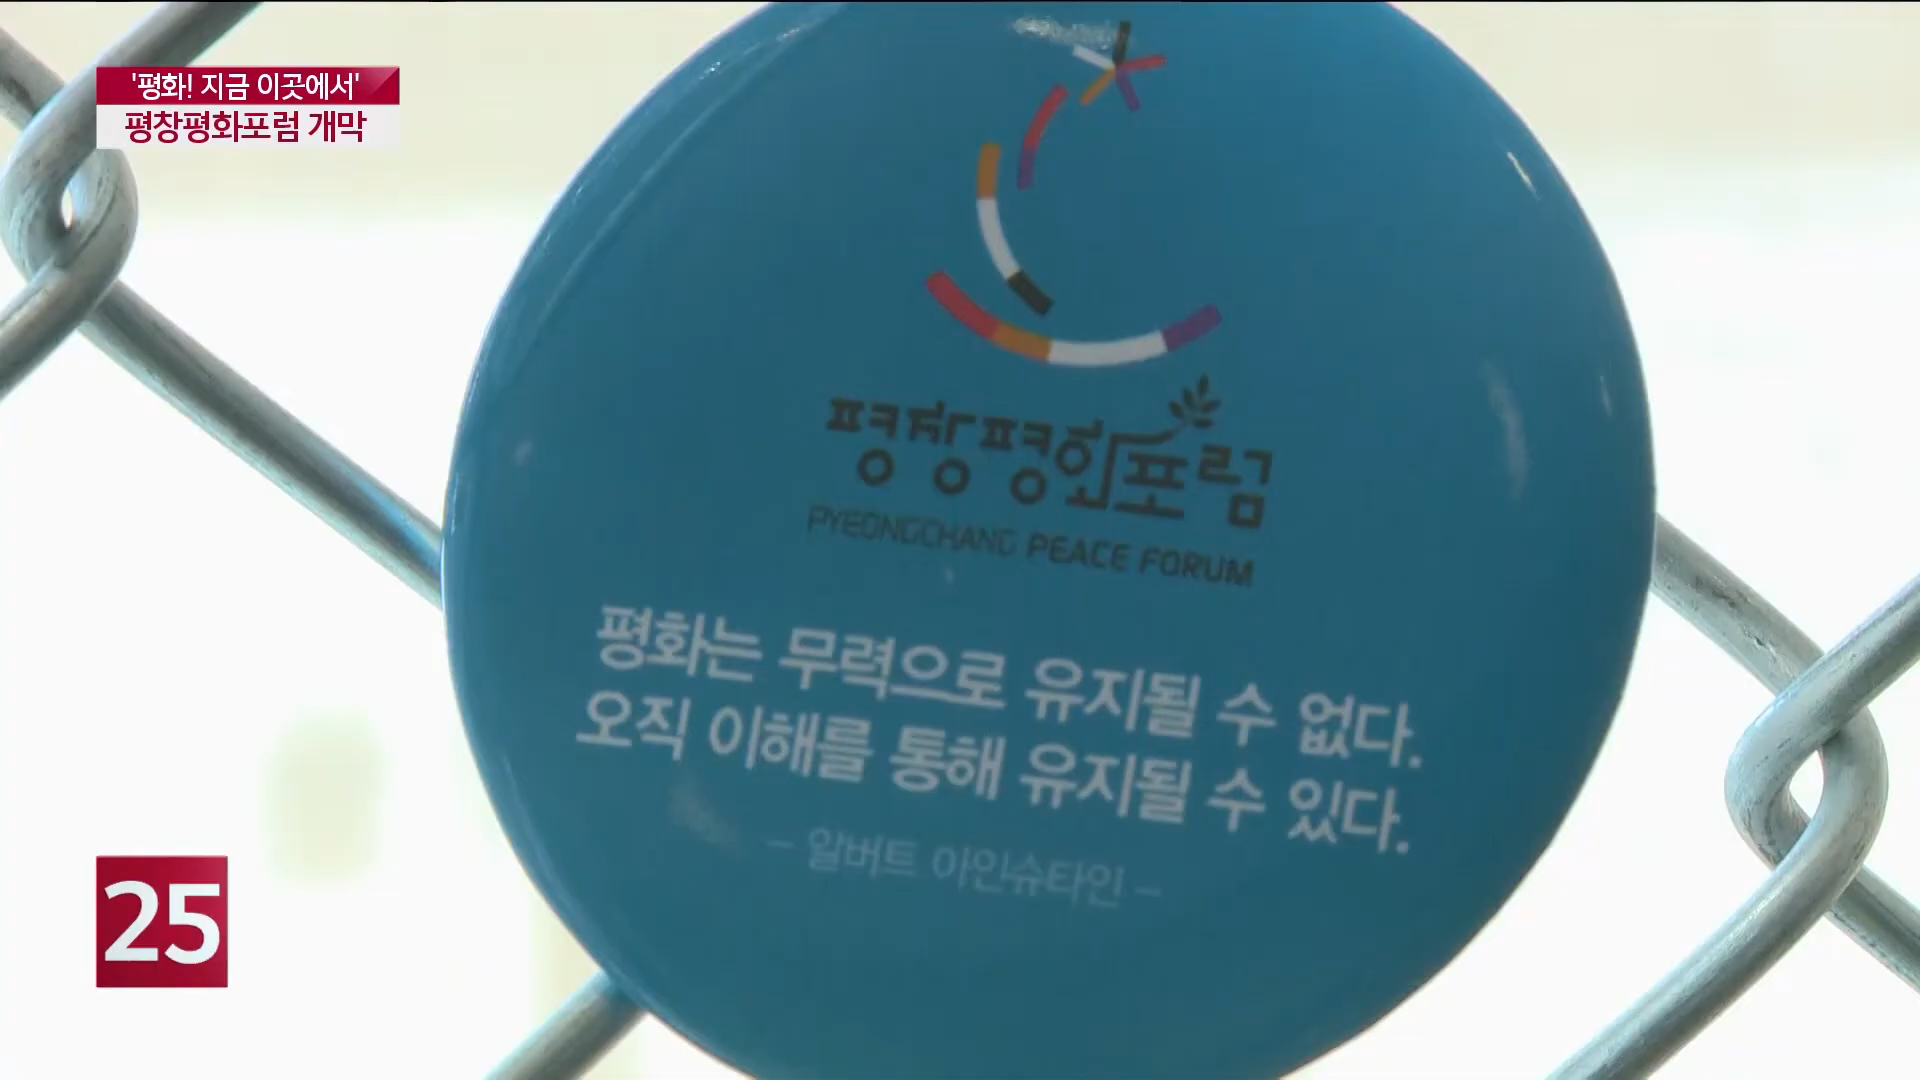 '평화! 지금 이곳에서'
평창평화포럼 개막
평창평화포럼
PYEONGCHANG PEACE FORUM
평화는 무력으로 유지될 수 없다.
오직 이해를 통해 유지될 수 있다.
- 알버트 아인슈타인 -
25